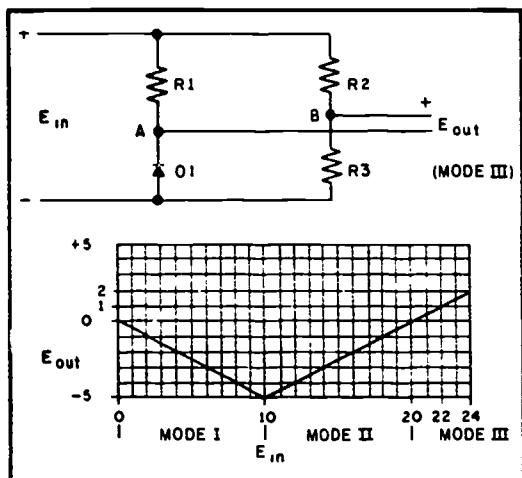 +
R1
R2
E in
A
B
+
E out
O1
R3
(MODE III)
-
+5
2
1
0
E out
-5
0 10 20 22 24
MODE I MODE II MODE III
E in